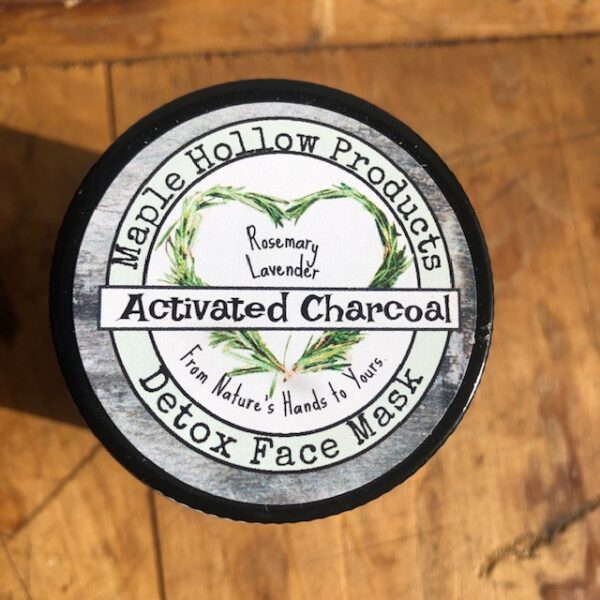 Maple Hollow Products
Rosemary
Lavender
Activated Charcoal
From Nature's Hands to Yours.
Detox Face Mask